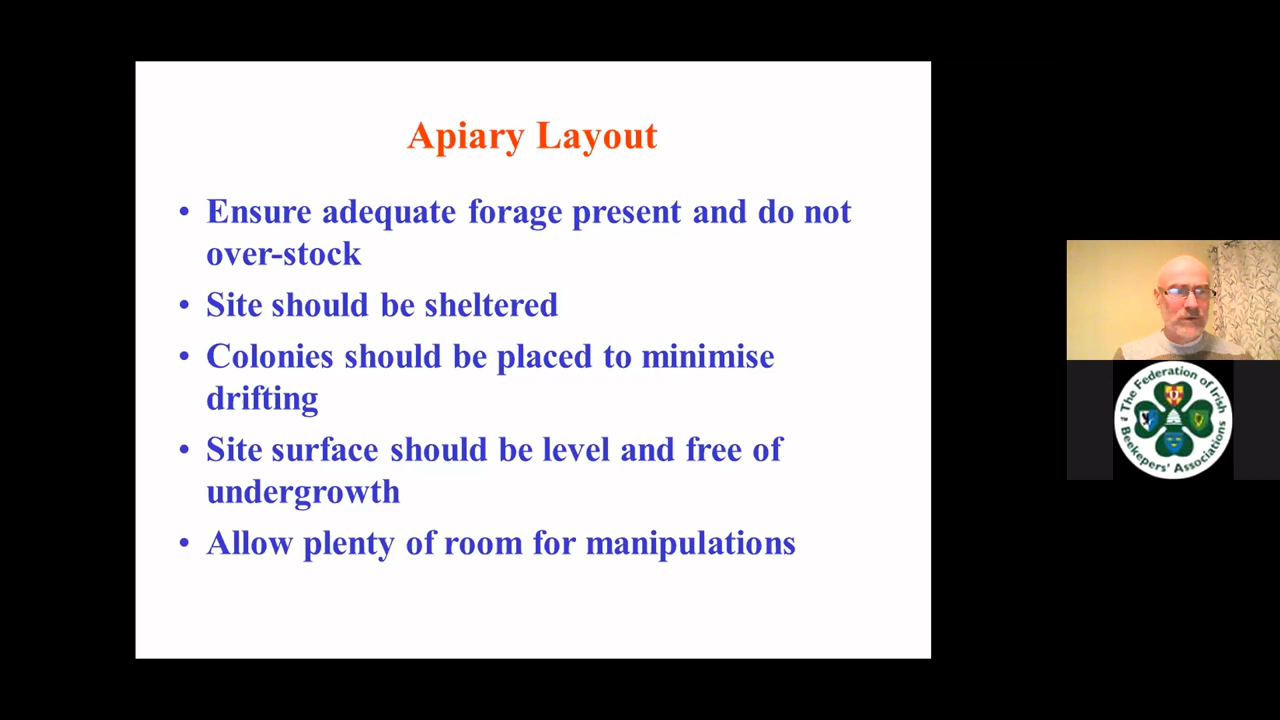 Apiary Layout
• Ensure adequate forage present and do not
over-stock
• Site should be sheltered
• Colonies should be placed to minimise
drifting
• Site surface should be level and free of
undergrowth
• Allow plenty of room for manipulations
The Federation of Irish
Beekepers' Associations